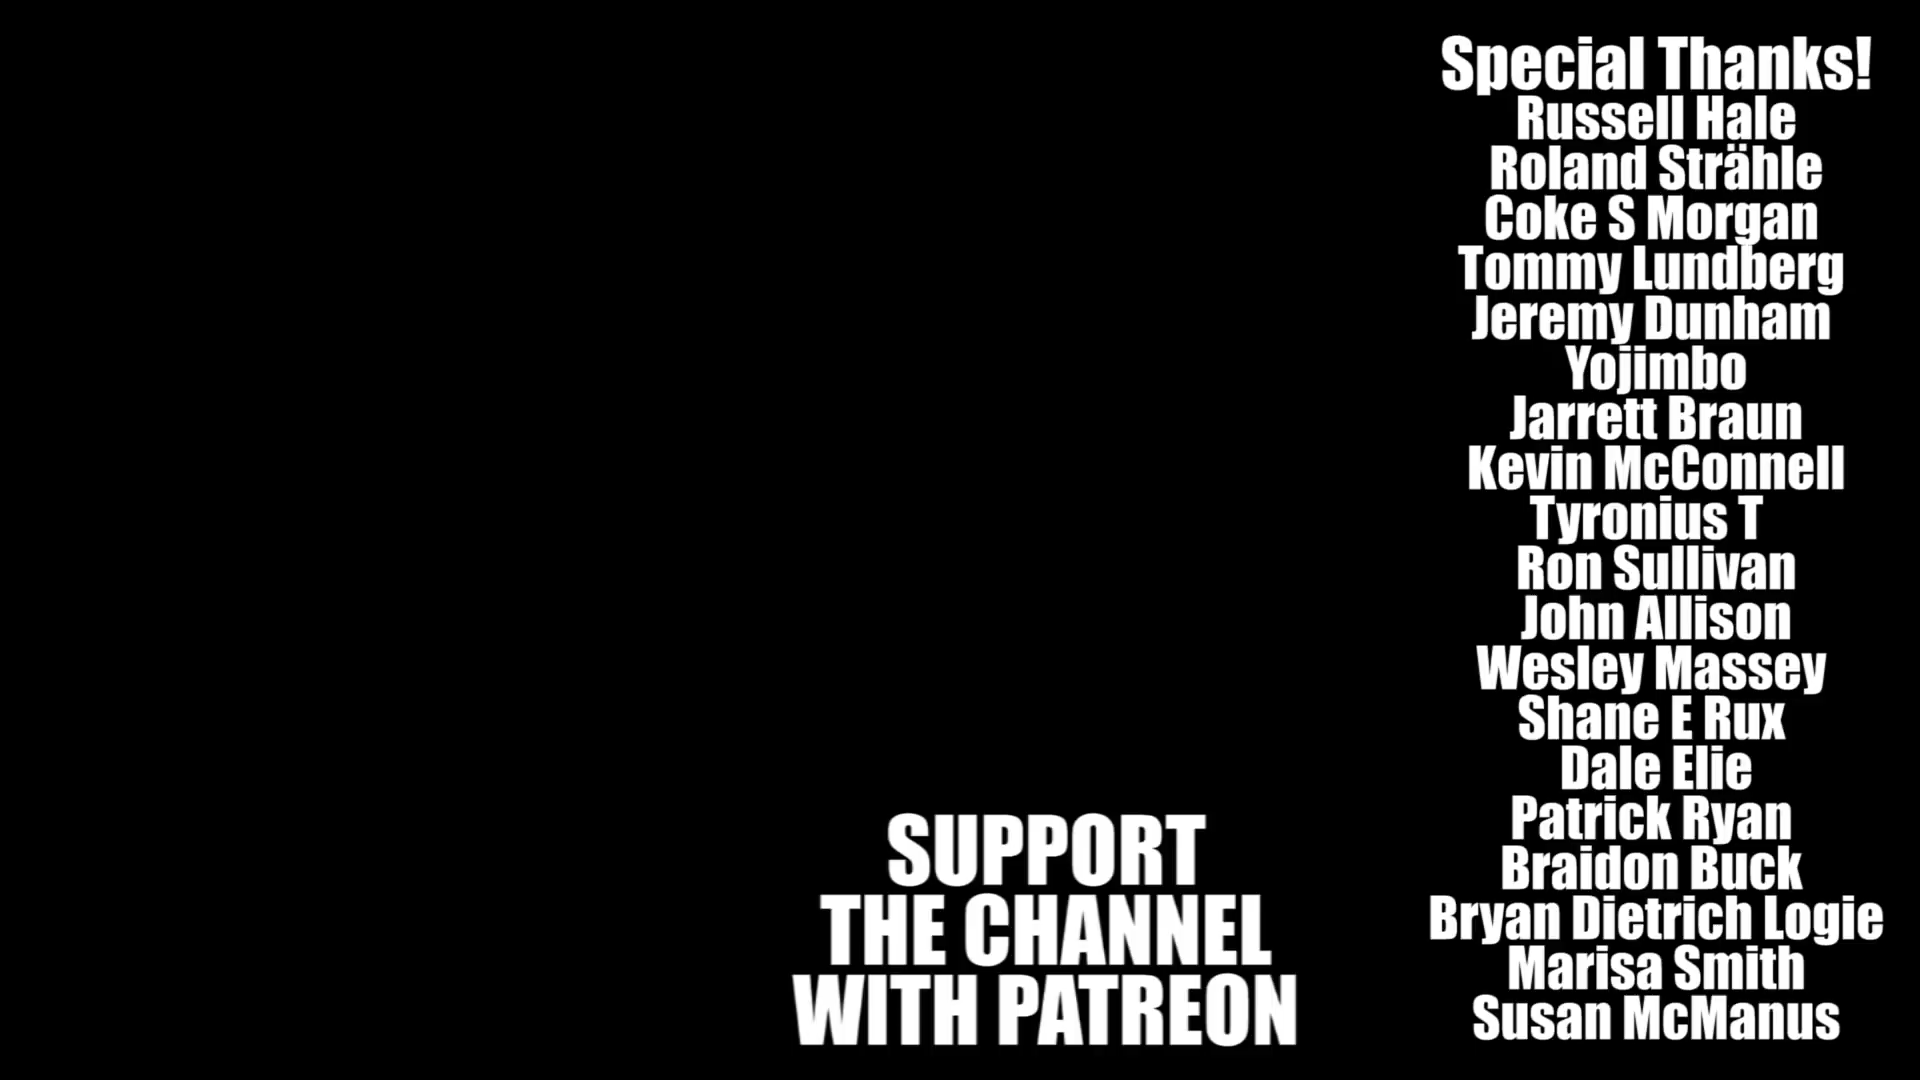 Special Thanks!
Russell Hale
Roland Strähle
Coke S Morgan
Tommy Lundberg
Jeremy Dunham
Yojimbo
Jarrett Braun
Kevin McConnell
Tyronius T
Ron Sullivan
John Allison
Wesley Massey
Shane E Rux
Dale Elie
Patrick Ryan
Braidon Buck
Bryan Dietrich Logie
Marisa Smith
Susan McManus
SUPPORT
THE CHANNEL
WITH PATREON